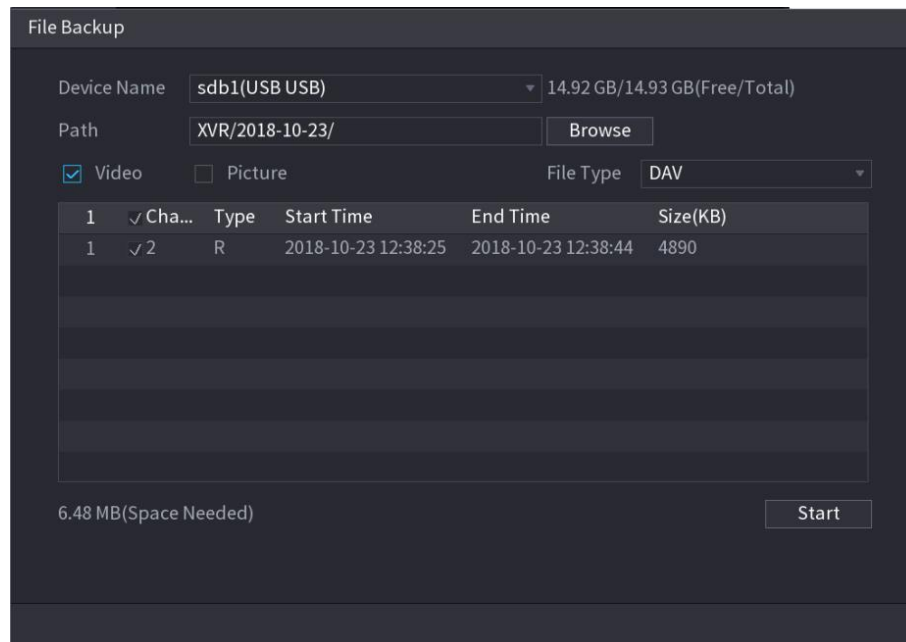 File Backup
Device Name sdb1(USB USB) 14.92 GB/14.93 GB(Free/Total)
Path XVR/2018-10-23/ Browse
Video Picture File Type DAV
1 Cha... Type Start Time End Time Size(KB)
1 2 R 2018-10-23 12:38:25 2018-10-23 12:38:44 4890
6.48 MB(Space Needed) Start